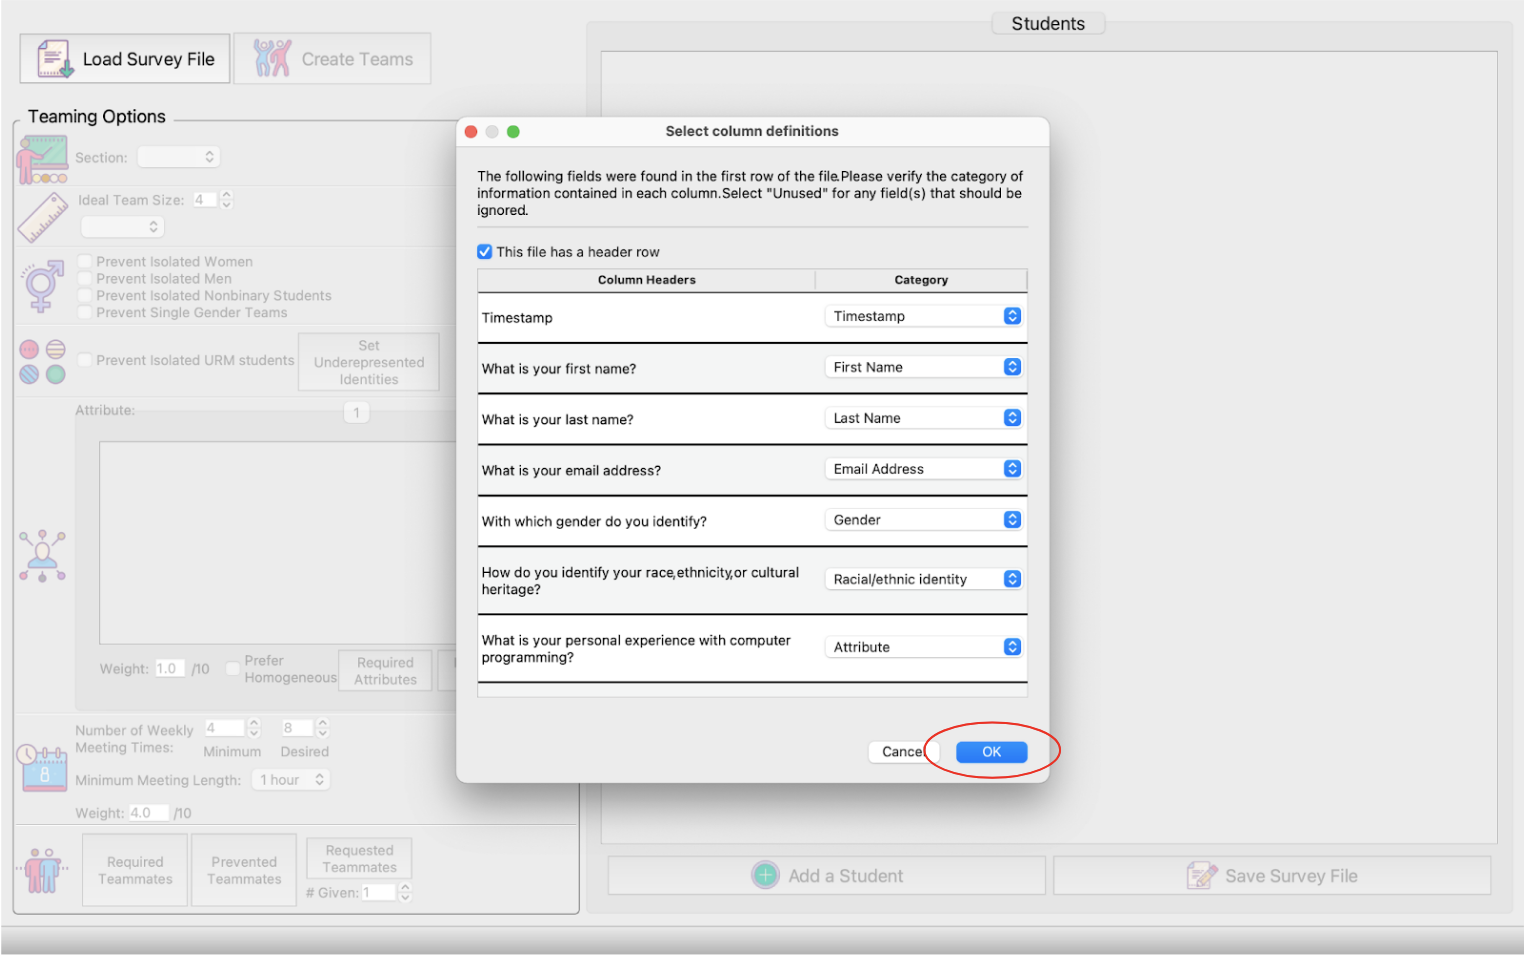 Students
Load Survey File
Create Teams
Teaming Options
Section:
Ideal Team Size: 4
Prevent Isolated Women
Prevent Isolated Men
Prevent Isolated Nonbinary Students
Prevent Single Gender Teams
Prevent Isolated URM students
Set
Underepresented
Identities
Attribute:
1
Weight: 1.0 /10
Prefer
Homogeneous
Required
Attributes
Number of Weekly
Meeting Times:
4
Minimum
8
Desired
Minimum Meeting Length: 1 hour
8
Weight: 4.0 /10
Required
Teammates
Prevented
Teammates
Requested
Teammates
# Given: 1
Select column definitions
The following fields were found in the first row of the file.Please verify the category of
information contained in each column.Select "Unused" for any field(s) that should be
ignored.
This file has a header row
Column Headers Category
Timestamp Timestamp
What is your first name? First Name
What is your last name? Last Name
What is your email address? Email Address
With which gender do you identify? Gender
How do you identify your race,ethnicity,or cultural
heritage?
Racial/ethnic identity
What is your personal experience with computer
programming?
Attribute
Cancel OK
Add a Student
Save Survey File